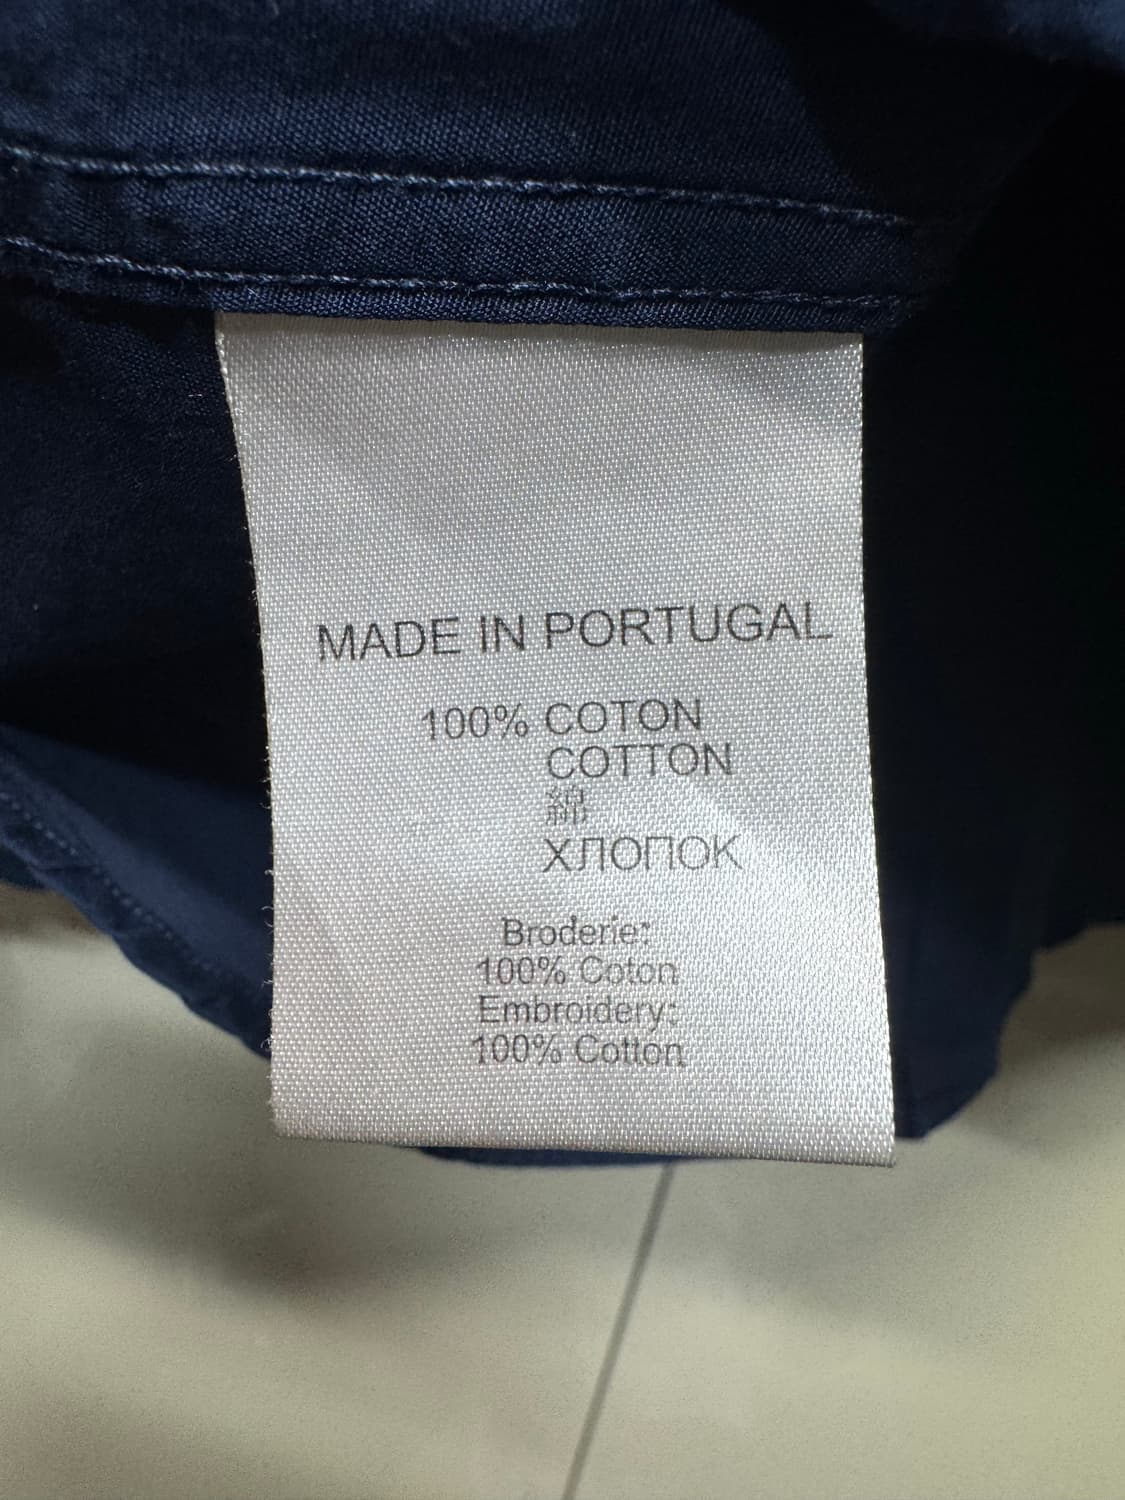 MADE IN PORTUGAL
100% COTON
COTTON
綿
ХЛОПОК
Broderie:
100% Coton
Embroidery:
100% Cotton